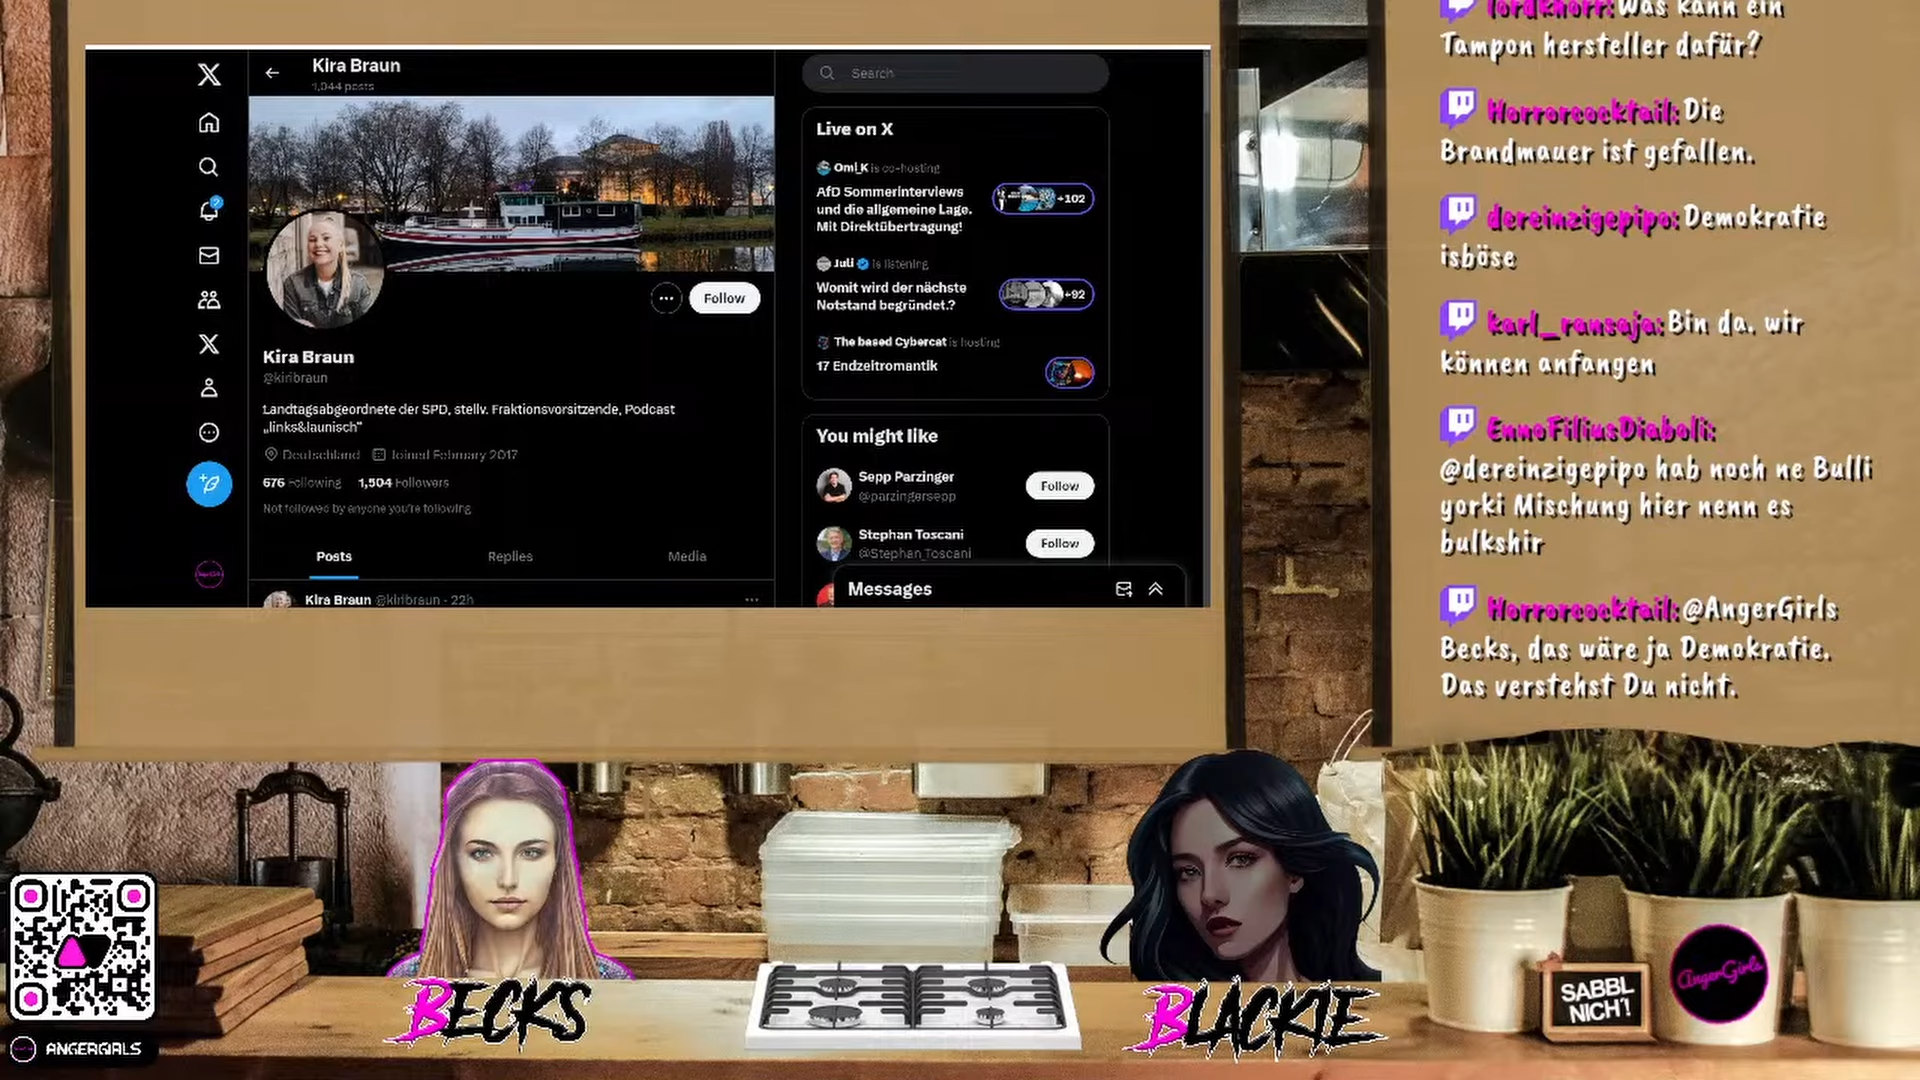 Kira Braun
1,044 posts
Kira Braun
@kiribraun
Landtagsabgeordnete der SPD, stellv. Fraktionsvorsitzende, Podcast
„links&launisch"
Deutschland Joined February 2017
676 Following 1,504 Followers
Not followed by anyone you're following
Posts Replies Media
Kira Braun @kiribraun · 22h
Follow
Search
Live on X
Omi_K is co-hosting
AfD Sommerinterviews
und die allgemeine Lage.
Mit Direktübertragung!
+102
Juli is listening
Womit wird der nächste
Notstand begründet.?
+92
The based Cybercat is hosting
17 Endzeitromantik
You might like
Sepp Parzinger
@parzingersepp
Follow
Stephan Toscani
@Stephan_Toscani
Follow
Messages
lordknorr: Was kann ein
Tampon hersteller dafür?
Horrorcocktail: Die
Brandmauer ist gefallen.
dereinzigepipo: Demokratie
isböse
karl_ransaja: Bin da. wir
können anfangen
EnnoFiliusDiaboli:
@dereinzigepipo hab noch ne Bulli
yorki Mischung hier nenn es
bulkshir
Horrorcocktail: @AngerGirls
Becks, das wäre ja Demokratie.
Das verstehst Du nicht.
BECKS
BLACKIE
SABBL
NICH'!
AngerGirls
ANGERGIRLS